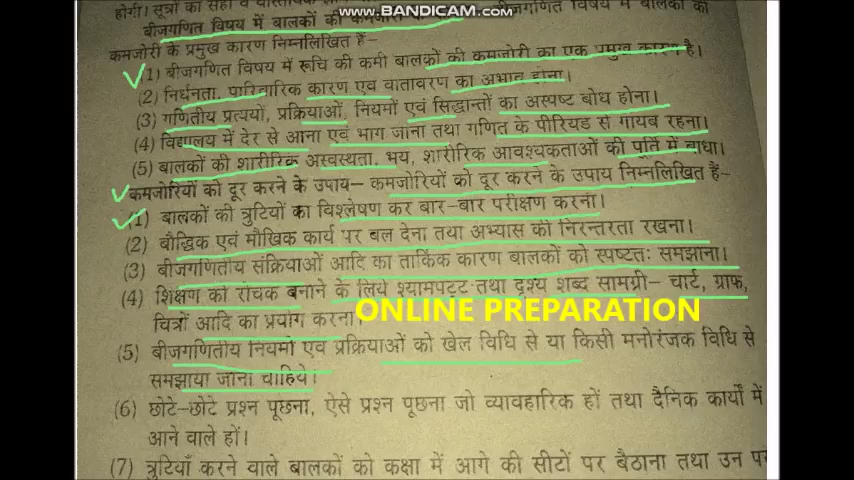 www.BANDICAM.com
होगी। सूत्रों का सही व
बीजगणित विषय में बालकों की कमजोरी बीजगणित विषय में बालकों की
कमजोरी के प्रमुख कारण निम्नलिखित हैं–
(1) बीजगणित विषय में रूचि की कमी बालकों की कमजोरी का एक प्रमुख कारण है।
(2) निर्धनता, पारिवारिक कारण एव वातावरण का अभाव होना।
(3) गणितीय प्रत्ययों, प्रक्रियाओं, नियमों एवं सिद्धान्तों का अस्पष्ट बोध होना।
(4) विद्यालय में देर से आना एवं भाग जाना तथा गणित के पीरियड से गायब रहना।
(5) बालकों की शारीरिक अस्वस्थता, भय, शारीरिक आवश्यकताओं की पूर्ति में बाधा।
कमजोरियों को दूर करने के उपाय– कमजोरियों को दूर करने के उपाय निम्नलिखित हैं–
(1) बालकों की त्रुटियों का विश्लेषण कर बार–बार परीक्षण करना।
(2) बौद्धिक एवं मौखिक कार्य पर बल देना तथा अभ्यास की निरन्तरता रखना।
(3) बीजगणितीय संक्रियाओं आदि का तार्किक कारण बालकों को स्पष्टतः समझाना।
(4) शिक्षण को रोचक बनाने के लिये श्यामपट्ट तथा दृश्य शब्द सामग्री– चार्ट, ग्राफ,
चित्रों आदि का प्रयोग करना।
ONLINE PREPARATION
(5) बीजगणितीय नियमों एवं प्रक्रियाओं को खेल विधि से या किसी मनोरंजक विधि से
समझाया जाना चाहिये।
(6) छोटे–छोटे प्रश्न पूछना, ऐसे प्रश्न पूछना जो व्यावहारिक हों तथा दैनिक कार्यों में
आने वाले हों।
(7) त्रुटियाँ करने वाले बालकों को कक्षा में आगे की सीटों पर बैठाना तथा उन